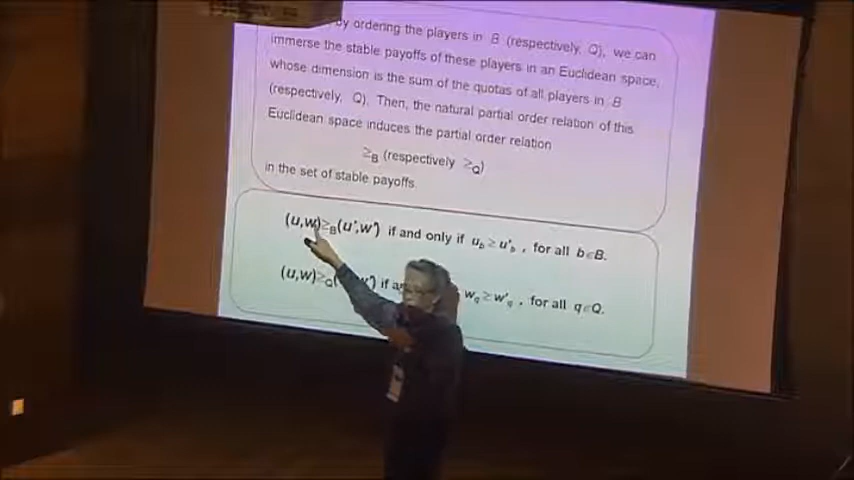 by ordering the players in B (respectively, Q), we can
immerse the stable payoffs of these players in an Euclidean space,
whose dimension is the sum of the quotas of all players in B
(respectively, Q). Then, the natural partial order relation of this
Euclidean space induces the partial order relation
≥B (respectively ≥Q)
in the set of stable payoffs.
(u,w)≥B(u',w') if and only if ub ≥ u'b , for all b∈B.
(u,w)≥Q( w') if wq ≥ w'q , for all q∈Q.